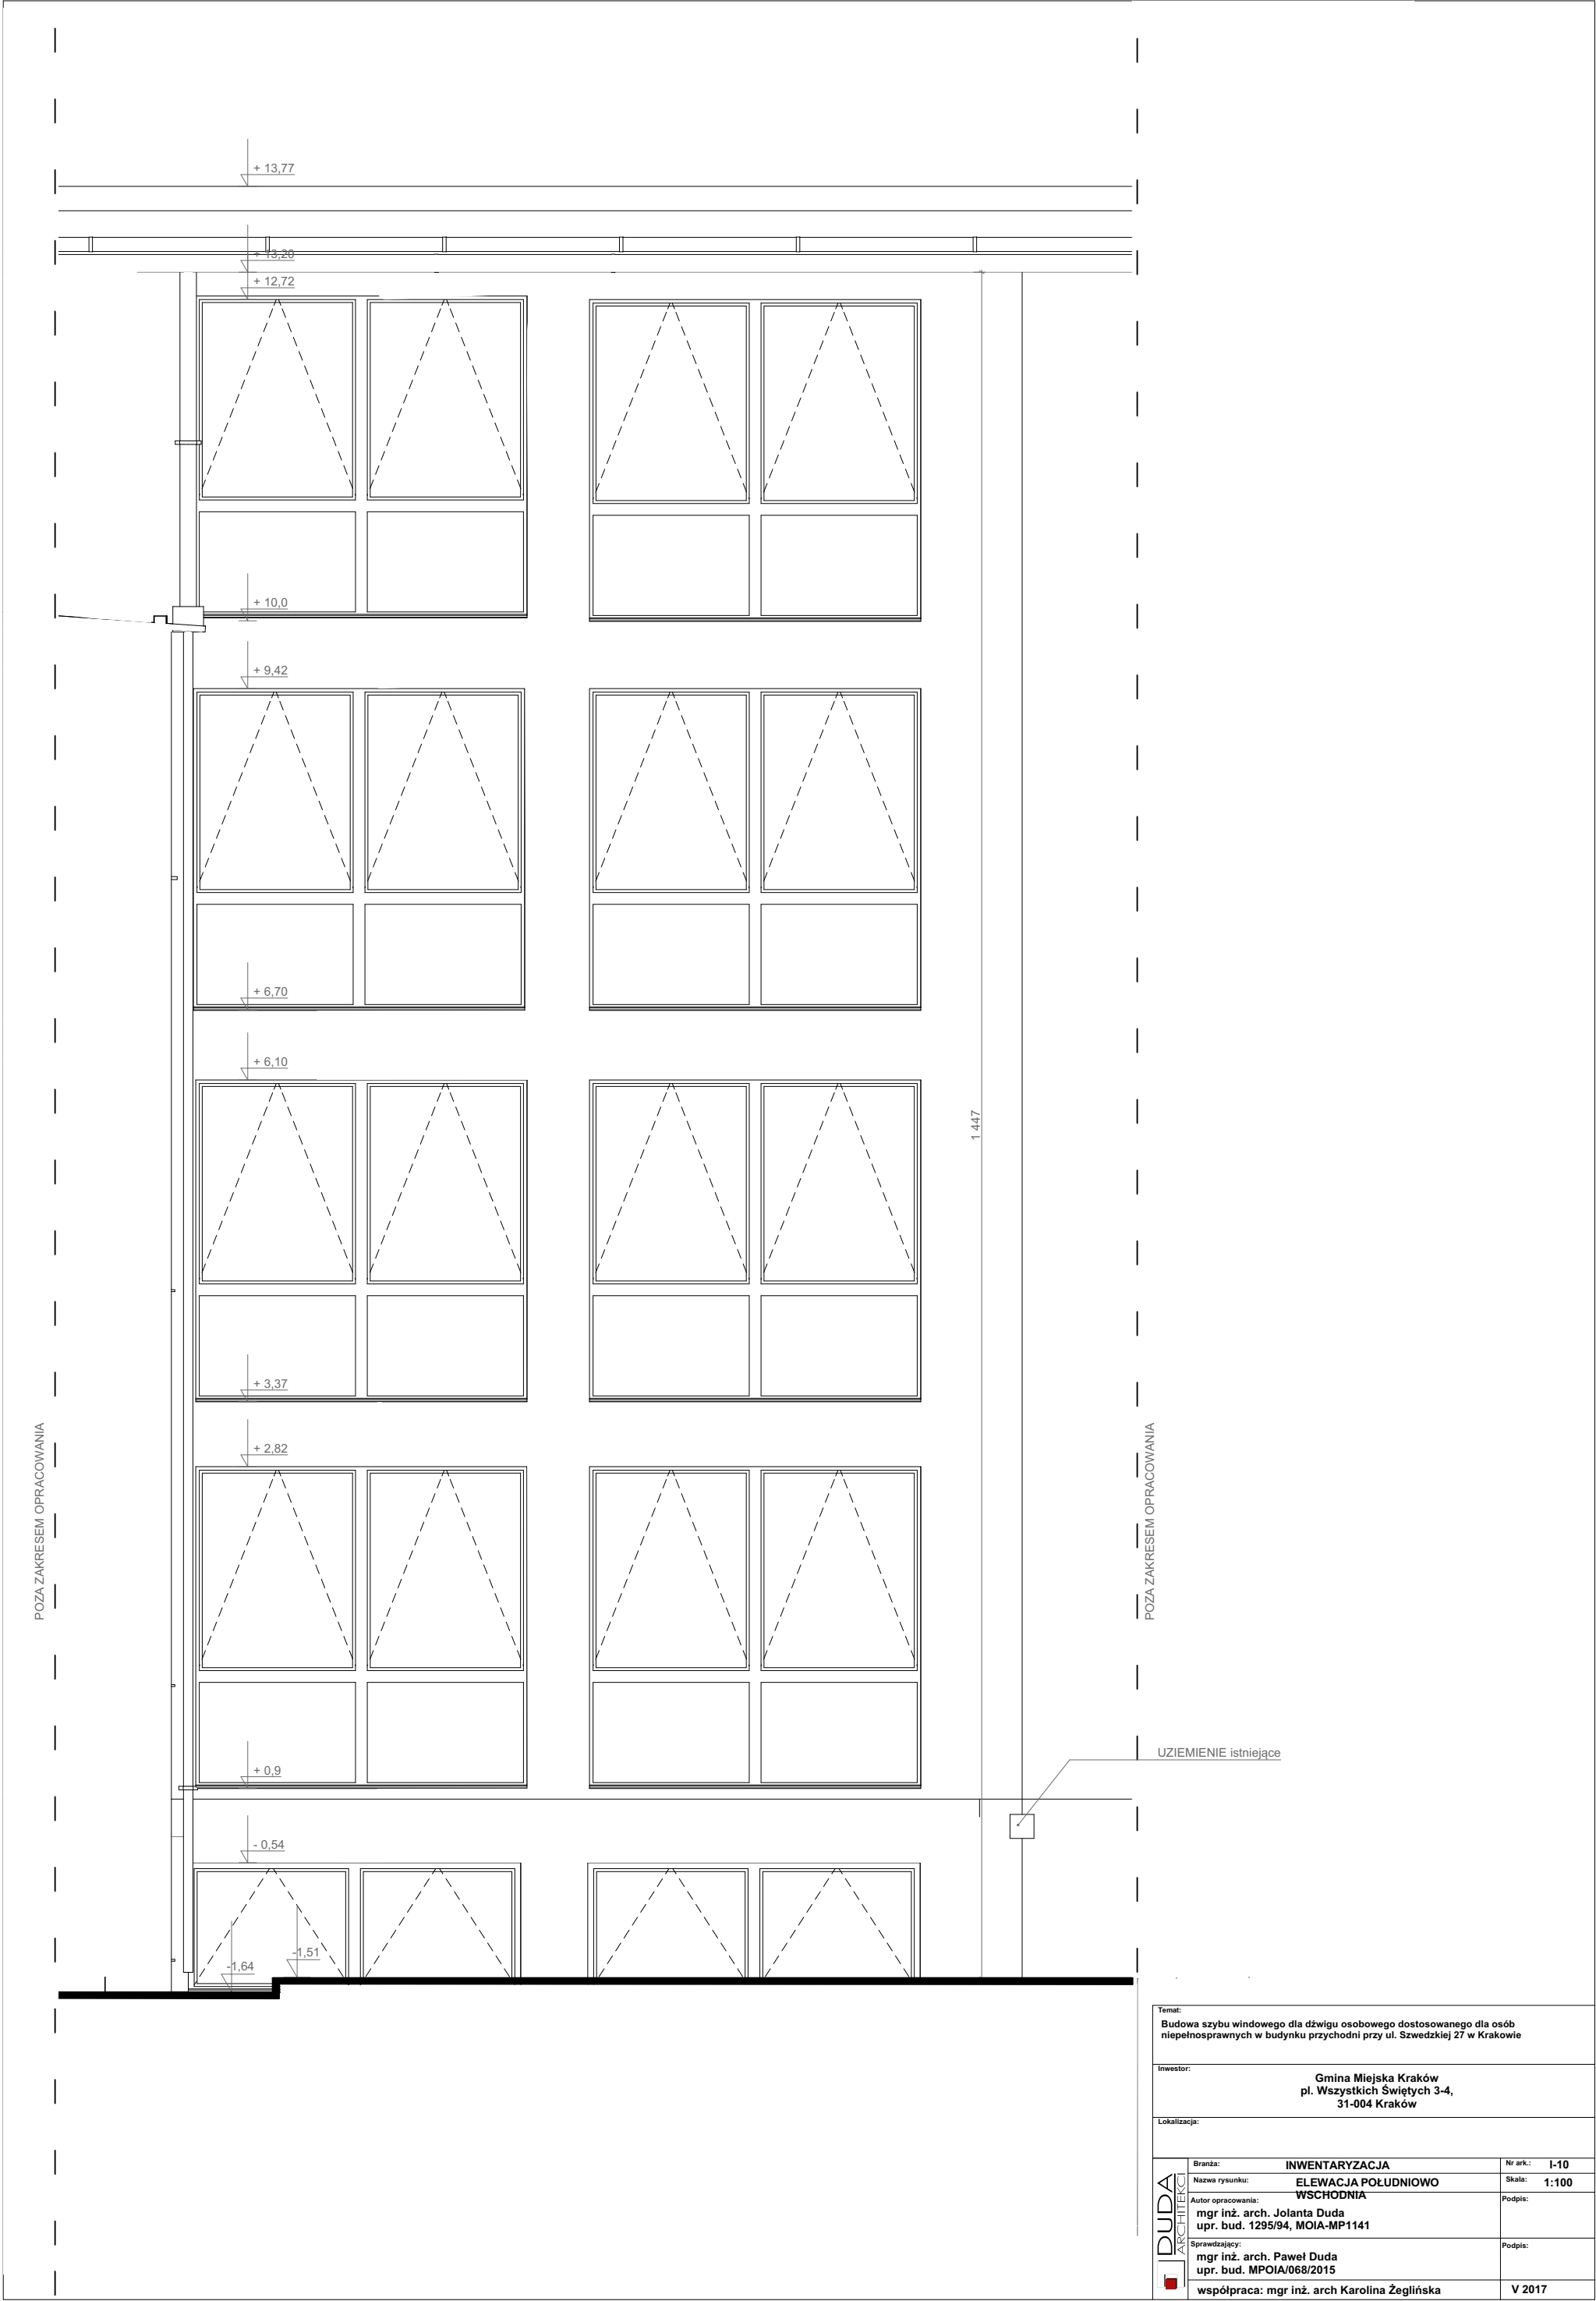 + 13,77
+ 13,20
+ 12,72
+ 10,0
+ 9,42
+ 6,70
+ 6,10
1 447
+ 3,37
+ 2,82
POZA ZAKRESEM OPRACOWANIA
POZA ZAKRESEM OPRACOWANIA
UZIEMIENIE istniejące
+ 0,9
- 0,54
-1,51
-1,64
Temat:
Budowa szybu windowego dla dźwigu osobowego dostosowanego dla osób
niepełnosprawnych w budynku przychodni przy ul. Szwedzkiej 27 w Krakowie
Inwestor:
Gmina Miejska Kraków
pl. Wszystkich Świętych 3-4,
31-004 Kraków
Lokalizacja:
DUDA
ARCHITEKCI
Branża: INWENTARYZACJA Nr ark.: I-10
Nazwa rysunku: ELEWACJA POŁUDNIOWO Skala: 1:100
WSCHODNIA
Autor opracowania: Podpis:
mgr inż. arch. Jolanta Duda
upr. bud. 1295/94, MOIA-MP1141
Sprawdzający: Podpis:
mgr inż. arch. Paweł Duda
upr. bud. MPOIA/068/2015
współpraca: mgr inż. arch Karolina Żeglińska V 2017